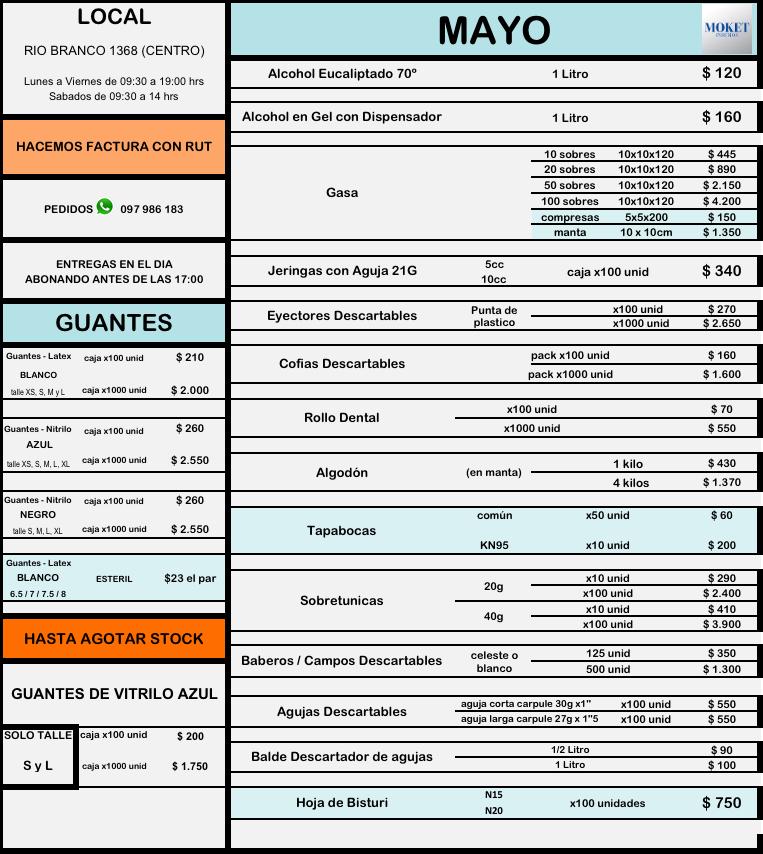 LOCAL
RIO BRANCO 1368 (CENTRO)
Lunes a Viernes de 09:30 a 19:00 hrs
Sabados de 09:30 a 14 hrs
HACEMOS FACTURA CON RUT
PEDIDOS 097 986 183
ENTREGAS EN EL DIA
ABONANDO ANTES DE LAS 17:00
GUANTES
Guantes - Latex caja x100 unid $ 210
BLANCO
talle XS, S, M y L caja x1000 unid $ 2.000
Guantes - Nitrilo caja x100 unid $ 260
AZUL
talle XS, S, M, L, XL caja x1000 unid $ 2.550
Guantes - Nitrilo caja x100 unid $ 260
NEGRO
talle S, M, L, XL caja x1000 unid $ 2.550
Guantes - Latex
BLANCO ESTERIL $23 el par
6.5 / 7 / 7.5 / 8
HASTA AGOTAR STOCK
GUANTES DE VITRILO AZUL
SOLO TALLE caja x100 unid $ 200
S y L caja x1000 unid $ 1.750
MAYO
MOKET
Alcohol Eucaliptado 70º 1 Litro $ 120
Alcohol en Gel con Dispensador 1 Litro $ 160
Gasa
10 sobres 10x10x120 $ 445
20 sobres 10x10x120 $ 890
50 sobres 10x10x120 $ 2.150
100 sobres 10x10x120 $ 4.200
compresas 5x5x200 $ 150
manta 10 x 10cm $ 1.350
Jeringas con Aguja 21G
5cc
10cc
caja x100 unid $ 340
Eyectores Descartables
Punta de
plastico
x100 unid $ 270
x1000 unid $ 2.650
Cofias Descartables
pack x100 unid $ 160
pack x1000 unid $ 1.600
Rollo Dental
x100 unid $ 70
x1000 unid $ 550
Algodón (en manta)
1 kilo $ 430
4 kilos $ 1.370
Tapabocas
común x50 unid $ 60
KN95 x10 unid $ 200
Sobretunicas
20g
x10 unid $ 290
x100 unid $ 2.400
40g
x10 unid $ 410
x100 unid $ 3.900
Baberos / Campos Descartables
celeste o
blanco
125 unid $ 350
500 unid $ 1.300
Agujas Descartables
aguja corta carpule 30g x1" x100 unid $ 550
aguja larga carpule 27g x 1"5 x100 unid $ 550
Balde Descartador de agujas
1/2 Litro $ 90
1 Litro $ 100
Hoja de Bisturi
N15
N20
x100 unidades $ 750